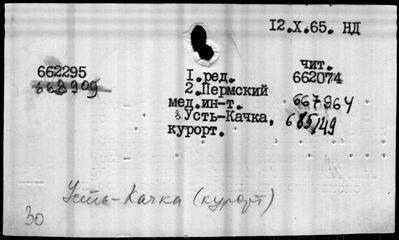 12.X.65. НД
чит.
662295 I.ред. 662074
668909 2.Пермский
мед.ин-т. 667964
3 Усть-Качка, 685149
курорт.
Усть-Качка (курорт)
30